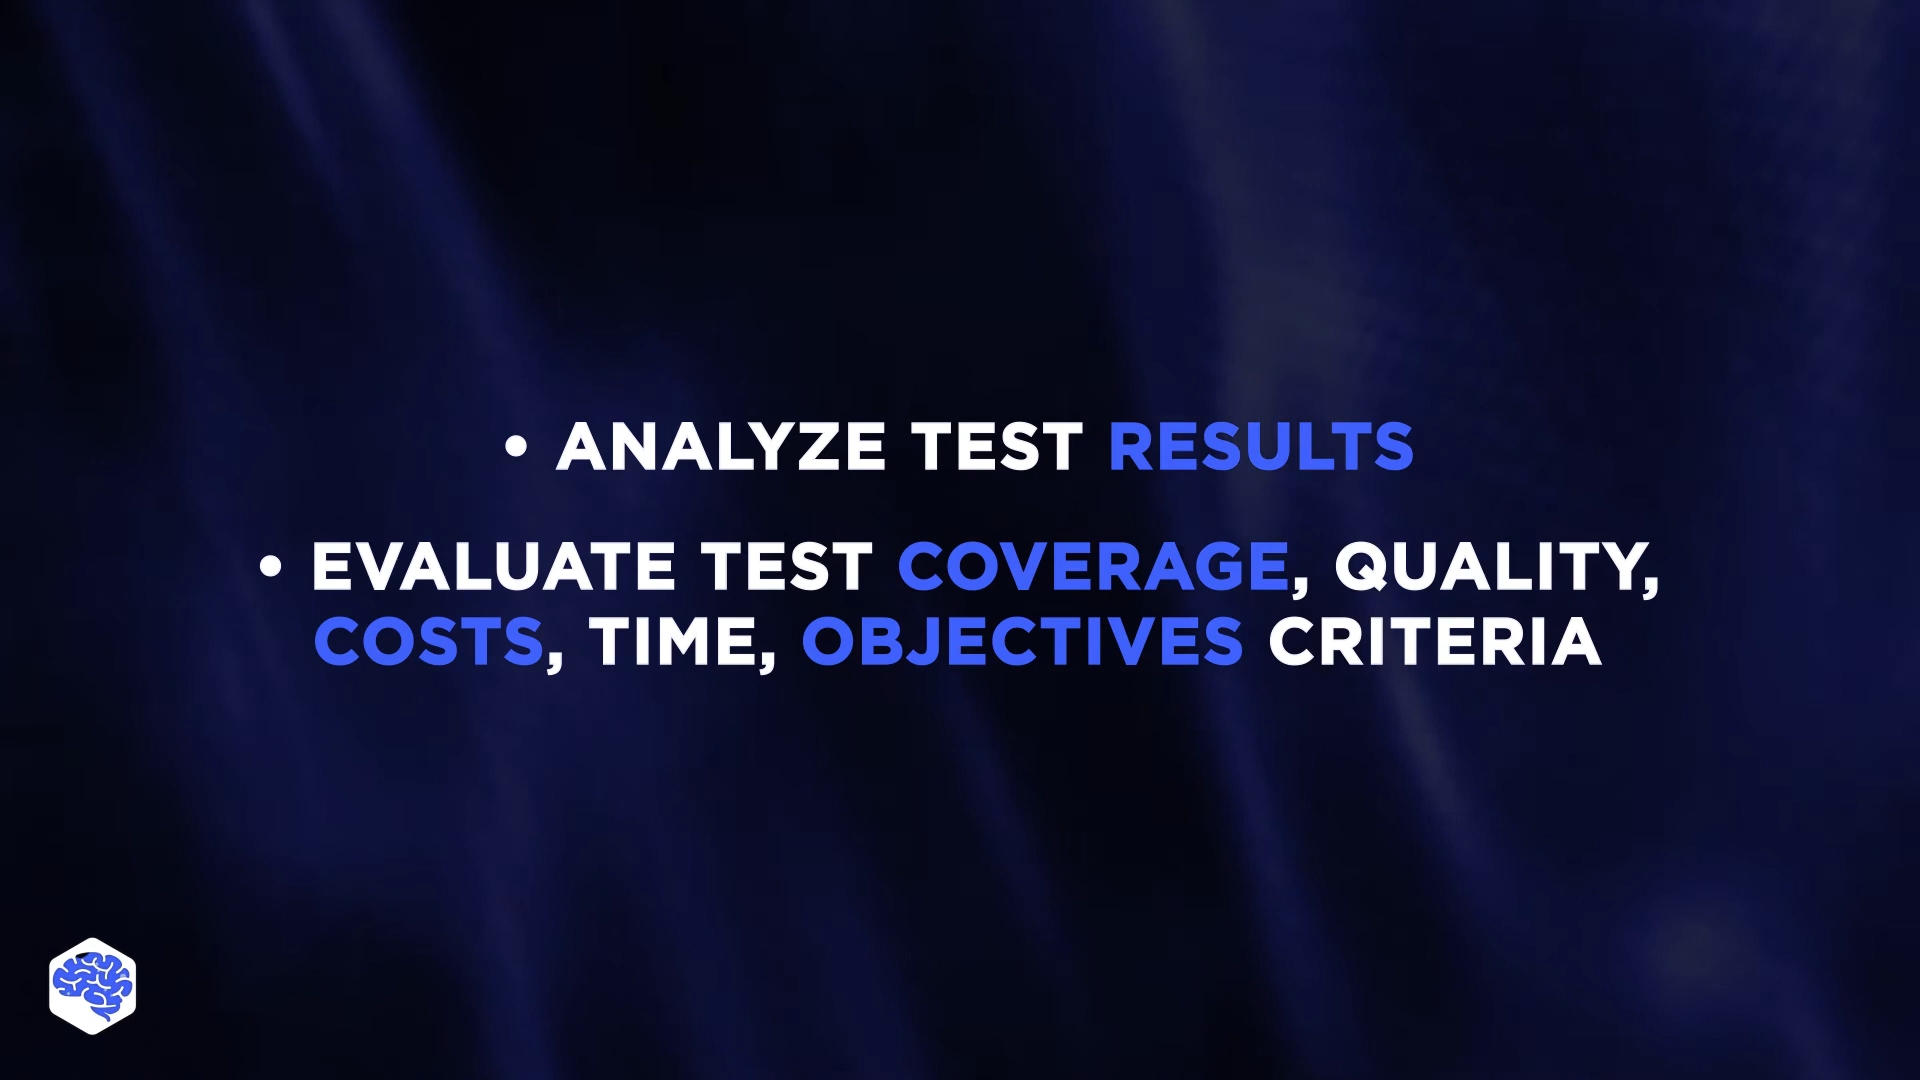 • ANALYZE TEST RESULTS
• EVALUATE TEST COVERAGE, QUALITY,
COSTS, TIME, OBJECTIVES CRITERIA